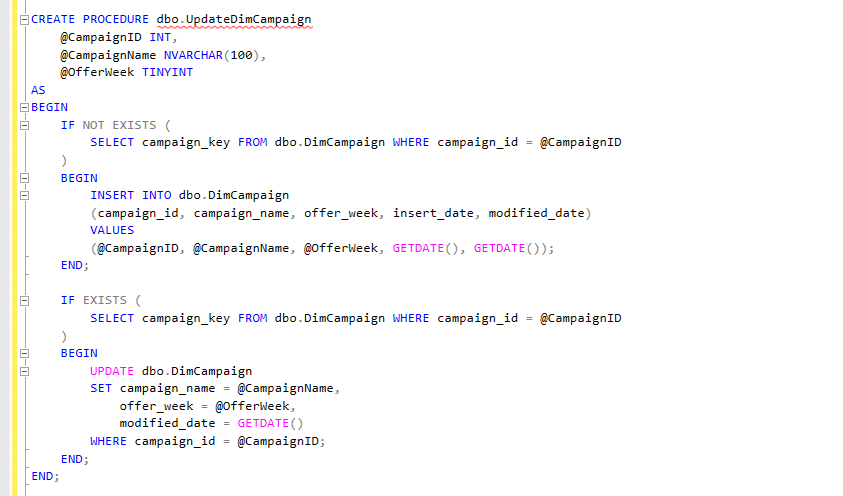 CREATE PROCEDURE dbo.UpdateDimCampaign
@CampaignID INT,
@CampaignName NVARCHAR(100),
@OfferWeek TINYINT
AS
BEGIN
IF NOT EXISTS (
SELECT campaign_key FROM dbo.DimCampaign WHERE campaign_id = @CampaignID
)
BEGIN
INSERT INTO dbo.DimCampaign
(campaign_id, campaign_name, offer_week, insert_date, modified_date)
VALUES
(@CampaignID, @CampaignName, @OfferWeek, GETDATE(), GETDATE());
END;
IF EXISTS (
SELECT campaign_key FROM dbo.DimCampaign WHERE campaign_id = @CampaignID
)
BEGIN
UPDATE dbo.DimCampaign
SET campaign_name = @CampaignName,
offer_week = @OfferWeek,
modified_date = GETDATE()
WHERE campaign_id = @CampaignID;
END;
END;